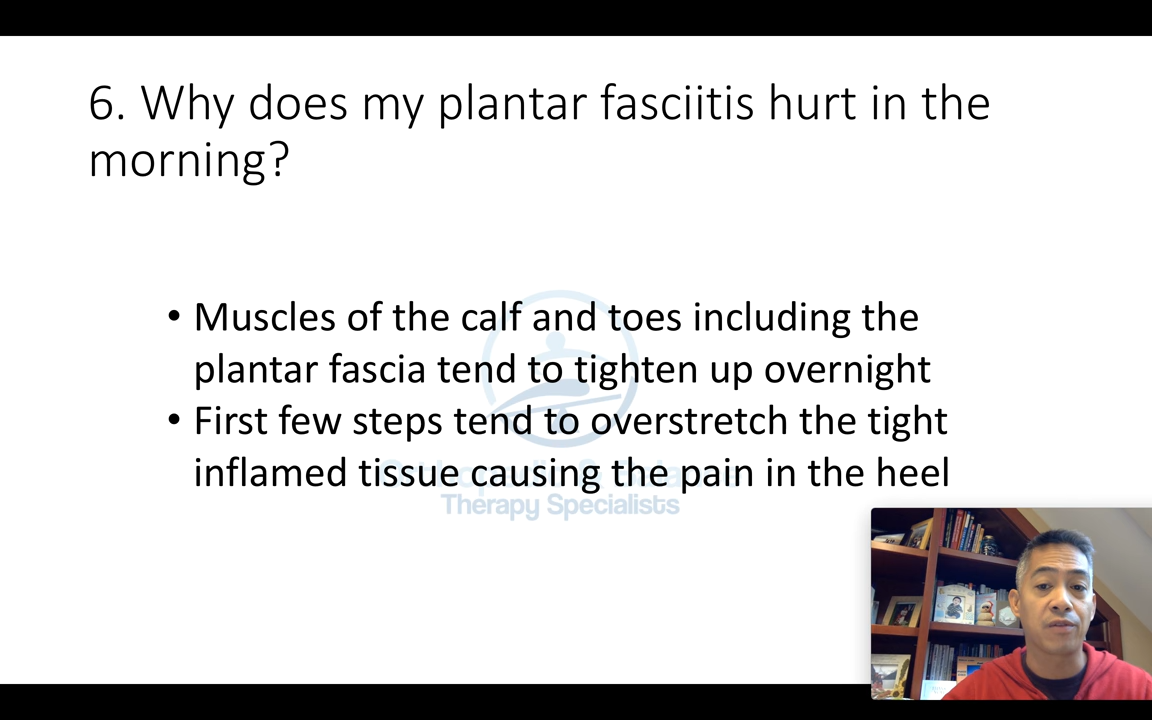 6. Why does my plantar fasciitis hurt in the
morning?
• Muscles of the calf and toes including the
plantar fascia tend to tighten up overnight
• First few steps tend to overstretch the tight
inflamed tissue causing the pain in the heel
Therapy Specialists